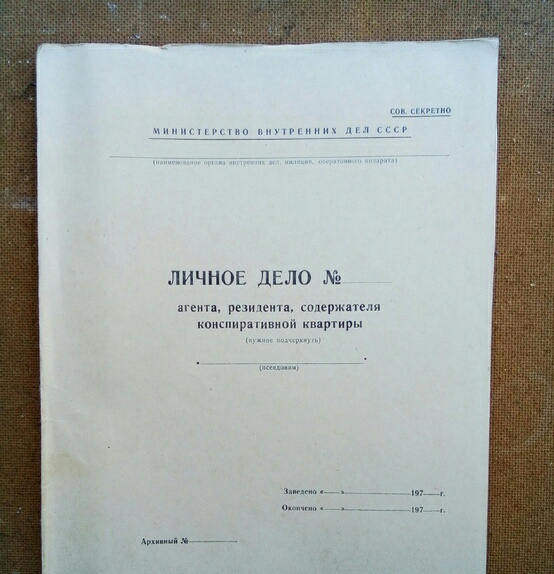 СОВ. СЕКРЕТНО
МИНИСТЕРСТВО ВНУТРЕННИХ ДЕЛ СССР
(наименование органа внутренних дел, милиции, оперативного аппарата)
ЛИЧНОЕ ДЕЛО №
агента, резидента, содержателя
конспиративной квартиры
(нужное подчеркнуть)
(псевдоним)
Заведено «——»————197——г.
Окончено «——»————197——г.
Архивный №